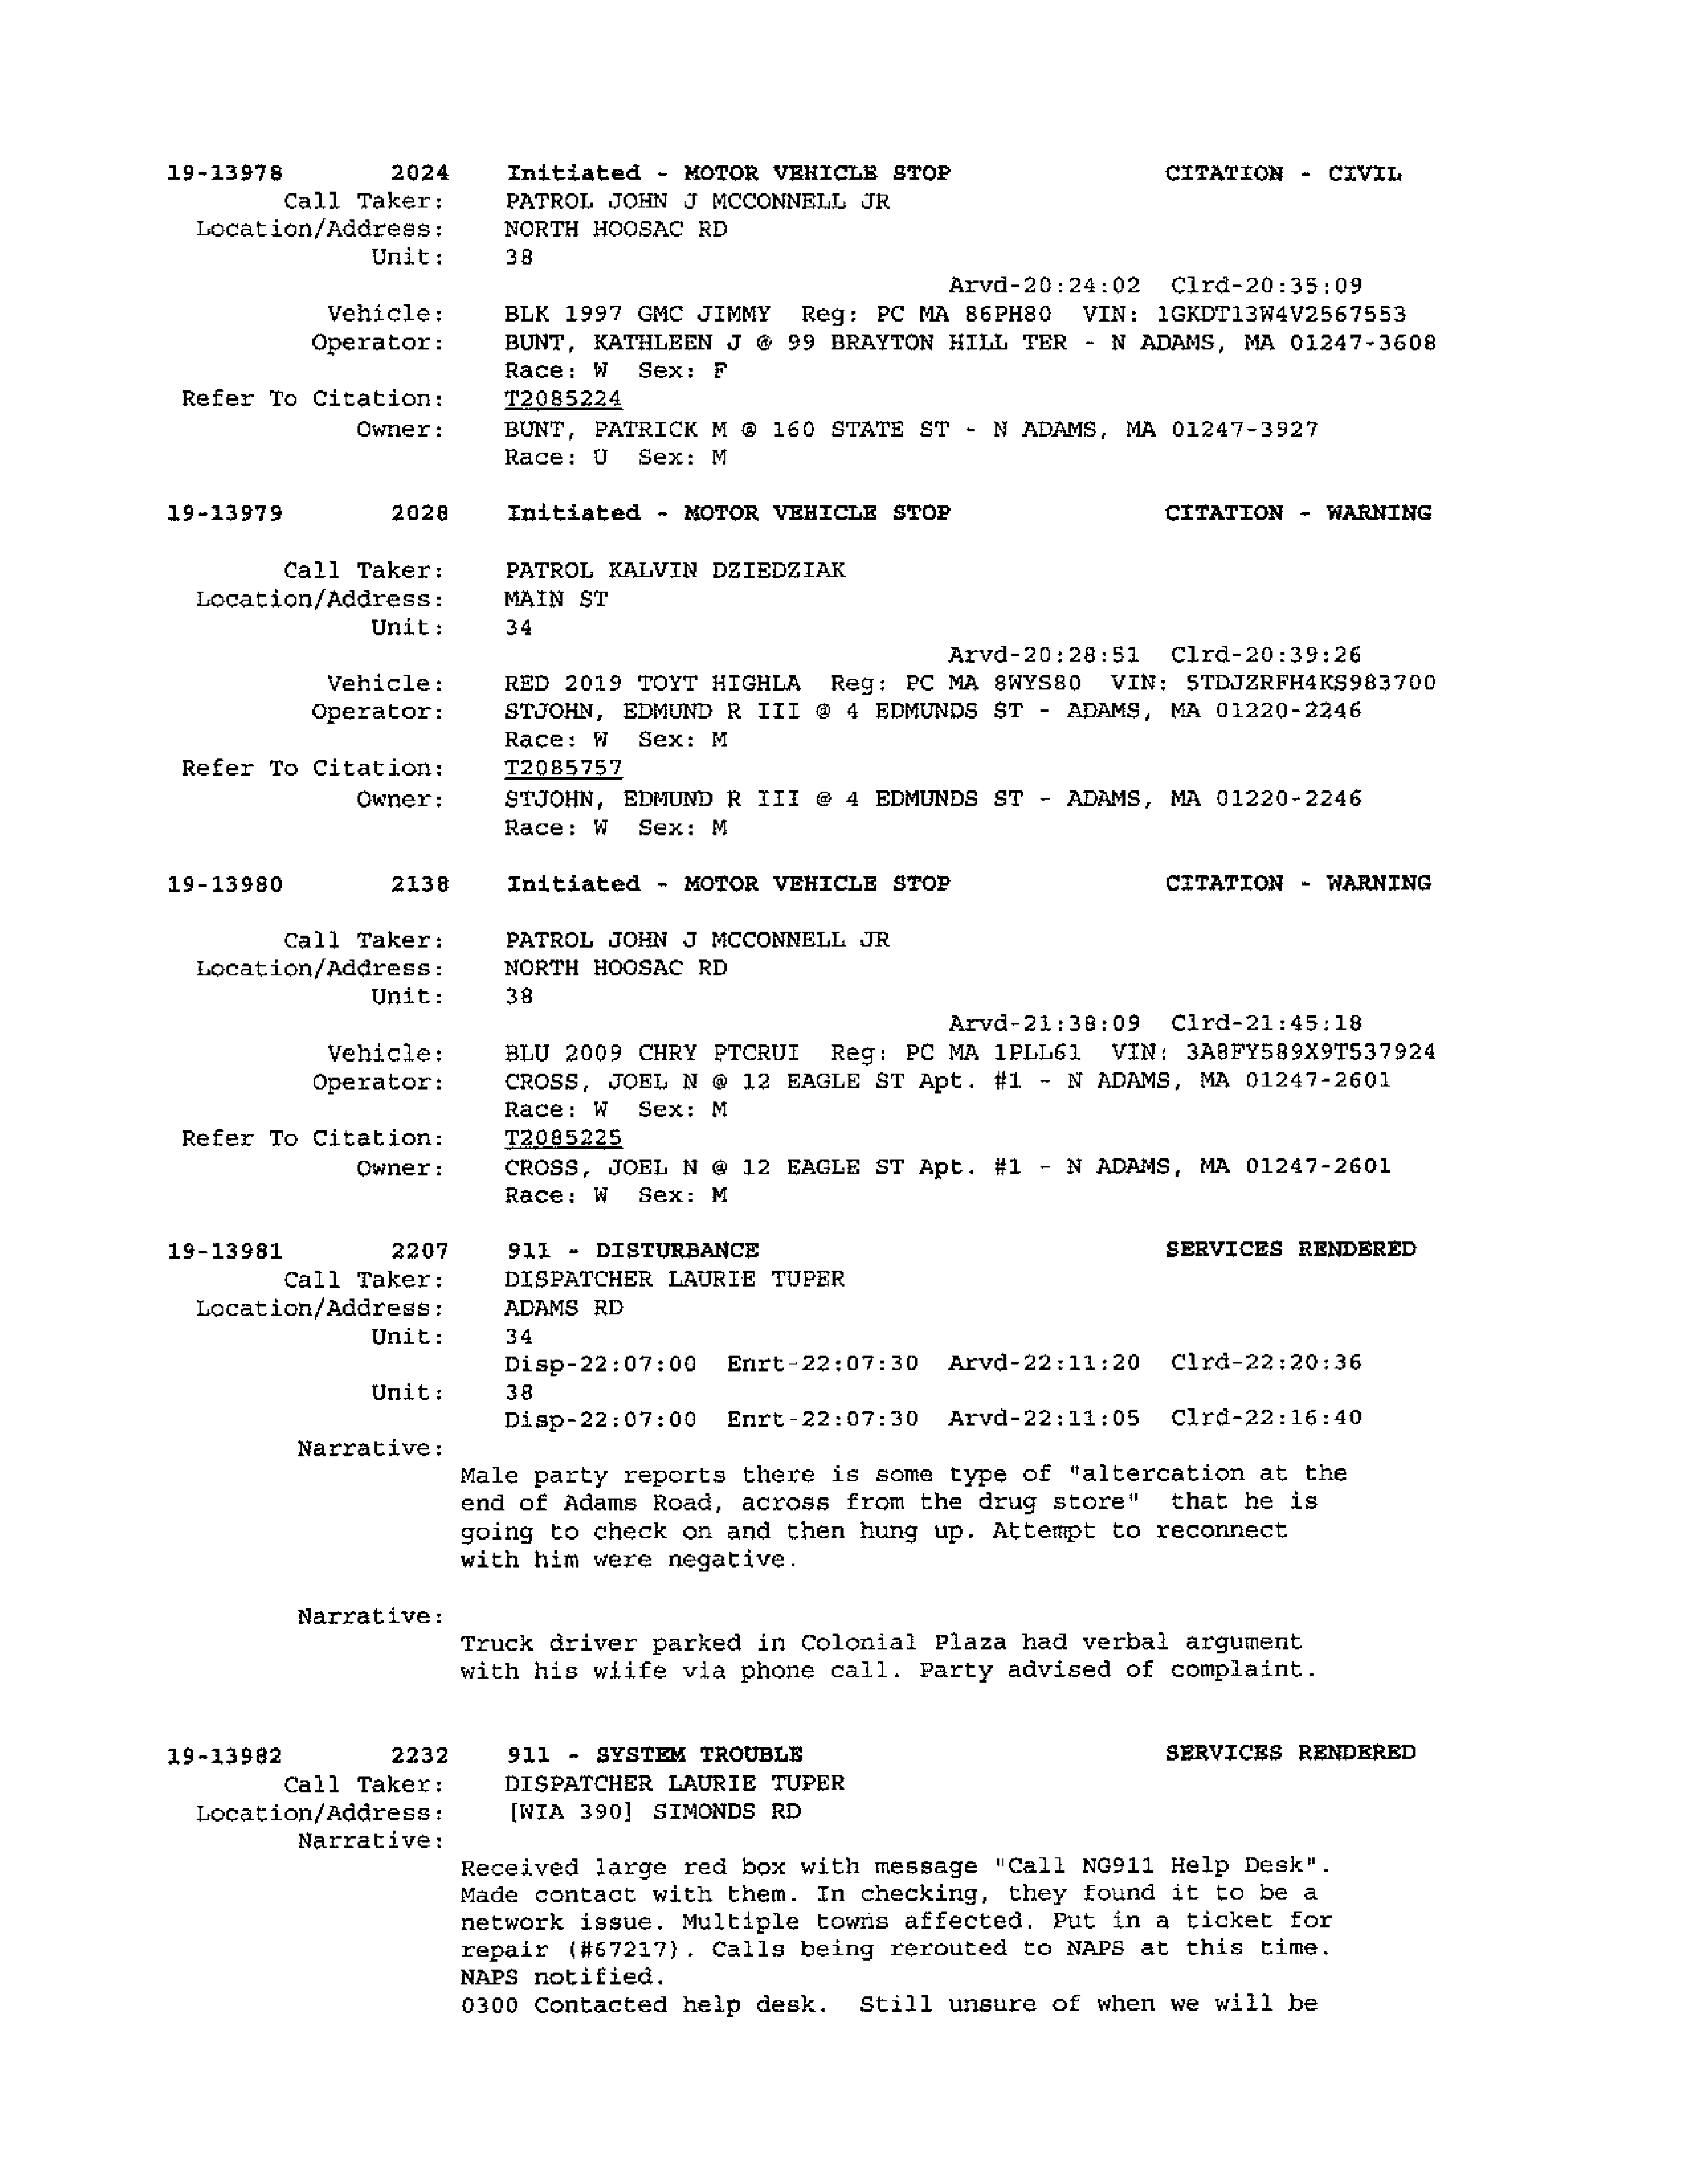 19-13978 2024 Initiated - MOTOR VEHICLE STOP CITATION - CIVIL
Call Taker: PATROL JOHN J MCCONNELL JR
Location/Address: NORTH HOOSAC RD
Unit: 38
Arvd-20:24:02 Clrd-20:35:09
Vehicle: BLK 1997 GMC JIMMY Reg: PC MA 86PH80 VIN: 1GKDT13W4V2567553
Operator: BUNT, KATHLEEN J @ 99 BRAYTON HILL TER - N ADAMS, MA 01247-3608
Race: W Sex: F
Refer To Citation: T2085224
Owner: BUNT, PATRICK M @ 160 STATE ST - N ADAMS, MA 01247-3927
Race: U Sex: M
19-13979 2028 Initiated - MOTOR VEHICLE STOP CITATION - WARNING
Call Taker: PATROL KALVIN DZIEDZIAK
Location/Address: MAIN ST
Unit: 34
Arvd-20:28:51 Clrd-20:39:26
Vehicle: RED 2019 TOYT HIGHLA Reg: PC MA 8WYS80 VIN: 5TDJZRFH4KS983700
Operator: STJOHN, EDMUND R III @ 4 EDMUNDS ST - ADAMS, MA 01220-2246
Race: W Sex: M
Refer To Citation: T2085757
Owner: STJOHN, EDMUND R III @ 4 EDMUNDS ST - ADAMS, MA 01220-2246
Race: W Sex: M
19-13980 2138 Initiated - MOTOR VEHICLE STOP CITATION - WARNING
Call Taker: PATROL JOHN J MCCONNELL JR
Location/Address: NORTH HOOSAC RD
Unit: 38
Arvd-21:38:09 Clrd-21:45:18
Vehicle: BLU 2009 CHRY PTCRUI Reg: PC MA 1PLL61 VIN: 3A8FY589X9T537924
Operator: CROSS, JOEL N @ 12 EAGLE ST Apt. #1 - N ADAMS, MA 01247-2601
Race: W Sex: M
Refer To Citation: T2085225
Owner: CROSS, JOEL N @ 12 EAGLE ST Apt. #1 - N ADAMS, MA 01247-2601
Race: W Sex: M
19-13981 2207 911 - DISTURBANCE SERVICES RENDERED
Call Taker: DISPATCHER LAURIE TUPER
Location/Address: ADAMS RD
Unit: 34
Disp-22:07:00 Enrt-22:07:30 Arvd-22:11:20 Clrd-22:20:36
Unit: 38
Disp-22:07:00 Enrt-22:07:30 Arvd-22:11:05 Clrd-22:16:40
Narrative:
Male party reports there is some type of "altercation at the
end of Adams Road, across from the drug store" that he is
going to check on and then hung up. Attempt to reconnect
with him were negative.
Narrative:
Truck driver parked in Colonial Plaza had verbal argument
with his wiife via phone call. Party advised of complaint.
19-13982 2232 911 - SYSTEM TROUBLE SERVICES RENDERED
Call Taker: DISPATCHER LAURIE TUPER
Location/Address: [WIA 390] SIMONDS RD
Narrative:
Received large red box with message "Call NG911 Help Desk".
Made contact with them. In checking, they found it to be a
network issue. Multiple towns affected. Put in a ticket for
repair (#67217). Calls being rerouted to NAPS at this time.
NAPS notified.
0300 Contacted help desk. Still unsure of when we will be